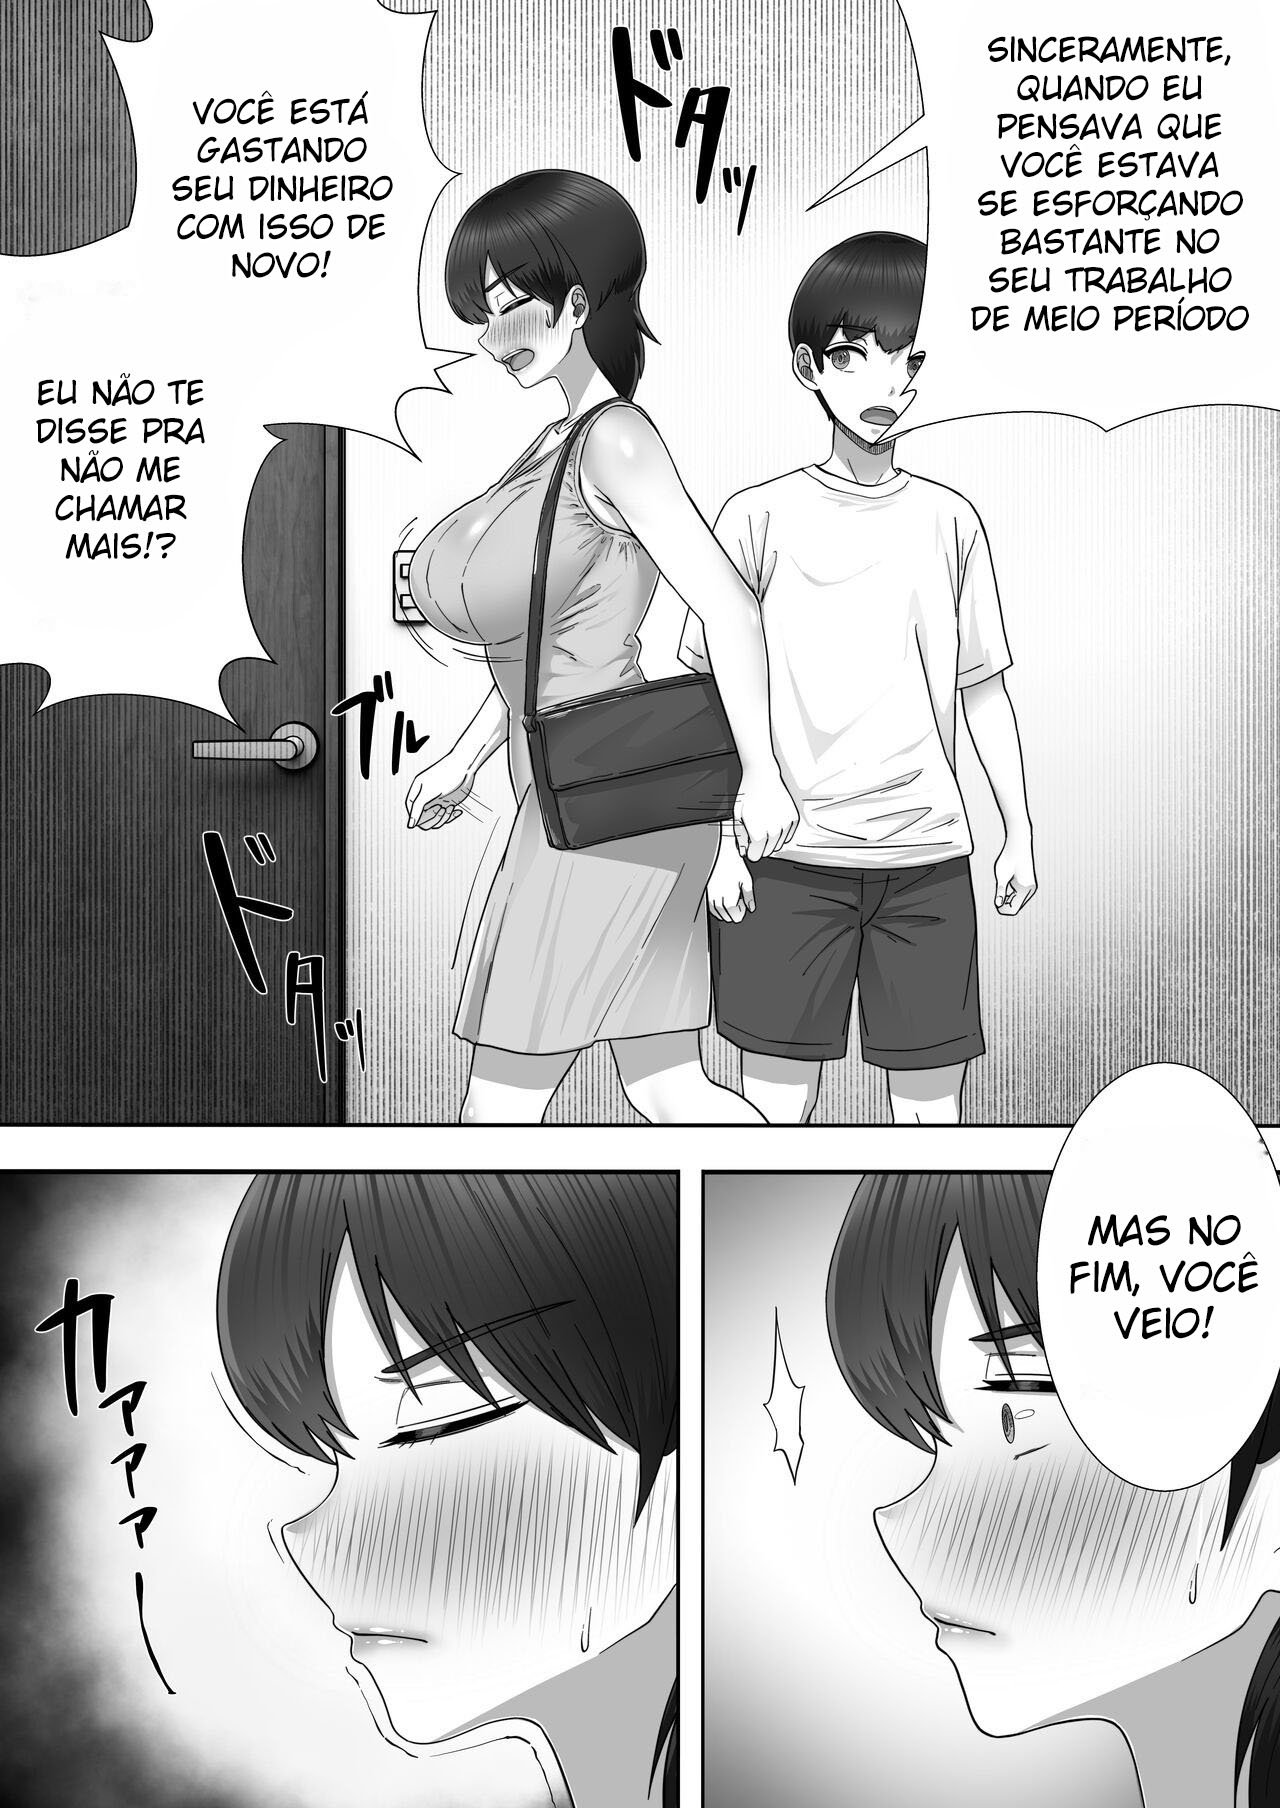 SINCERAMENTE,
QUANDO EU
PENSAVA QUE
VOCÊ ESTAVA
SE ESFORÇANDO
BASTANTE NO
SEU TRABALHO
DE MEIO PERÍODO
ドタッ
VOCÊ ESTÁ
GASTANDO
SEU DINHEIRO
COM ISSO DE
NOVO!
EU NÃO TE
DISSE PRA
NÃO ME
CHAMAR
MAIS!?
ブルッ
ドタッ
MAS NO
FIM, VOCÊ
VEIO!
カァァァー